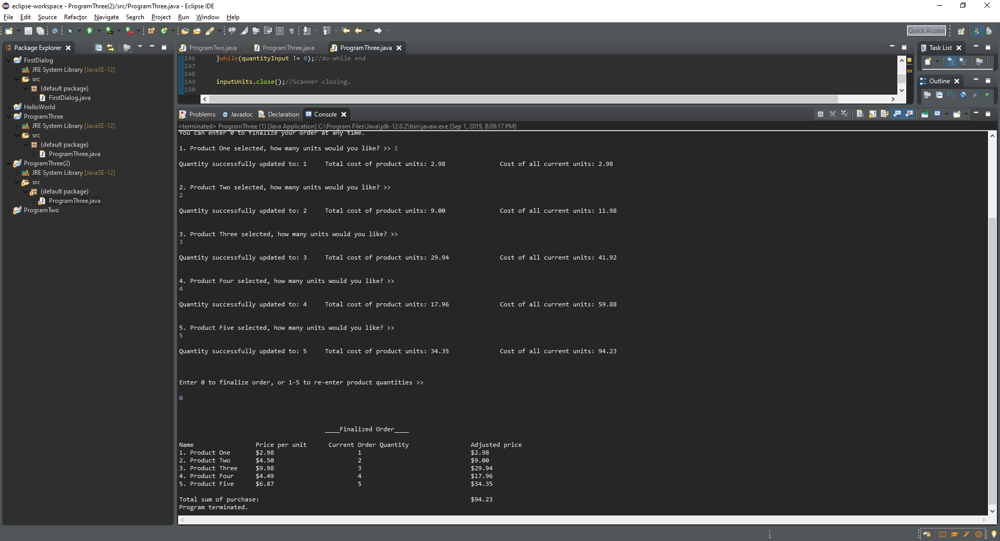 eclipse-workspace - ProgramThree(2)/src/ProgramThree.java - Eclipse IDE
File Edit Source Refactor Navigate Search Project Run Window Help
Quick Access
Package Explorer
FirstDialog
JRE System Library [JavaSE-12]
src
(default package)
FirstDialog.java
HelloWorld
ProgramThree
JRE System Library [JavaSE-12]
src
(default package)
ProgramThree.java
ProgramThree(2)
JRE System Library [JavaSE-12]
src
(default package)
ProgramThree.java
ProgramTwo
ProgramTwo.java ProgramThree.java ProgramThree.java
146 }while(quantityInput != 0);//do-while end
147
148
149 inputUnits.close();//Scanner closing.
150
Task List
Outline
Problems Javadoc Declaration Console
<terminated> ProgramThree (1) [Java Application] C:\Program Files\Java\jdk-12.0.2\bin\javaw.exe (Sep 1, 2019, 8:09:17 PM)
You can enter 0 to finalize your order at any time.
1. Product One selected, how many units would you like? >> 1
Quantity successfully updated to: 1 Total cost of product units: 2.98 Cost of all current units: 2.98
2. Product Two selected, how many units would you like? >>
2
Quantity successfully updated to: 2 Total cost of product units: 9.00 Cost of all current units: 11.98
3. Product Three selected, how many units would you like? >>
3
Quantity successfully updated to: 3 Total cost of product units: 29.94 Cost of all current units: 41.92
4. Product Four selected, how many units would you like? >>
4
Quantity successfully updated to: 4 Total cost of product units: 17.96 Cost of all current units: 59.88
5. Product Five selected, how many units would you like? >>
5
Quantity successfully updated to: 5 Total cost of product units: 34.35 Cost of all current units: 94.23
Enter 0 to finalize order, or 1-5 to re-enter product quantities >>
0
____Finalized Order____
Name Price per unit Current Order Quantity Adjusted price
1. Product One $2.98 1 $2.98
2. Product Two $4.50 2 $9.00
3. Product Three $9.98 3 $29.94
4. Product Four $4.49 4 $17.96
5. Product Five $6.87 5 $34.35
Total sum of purchase: $94.23
Program terminated.